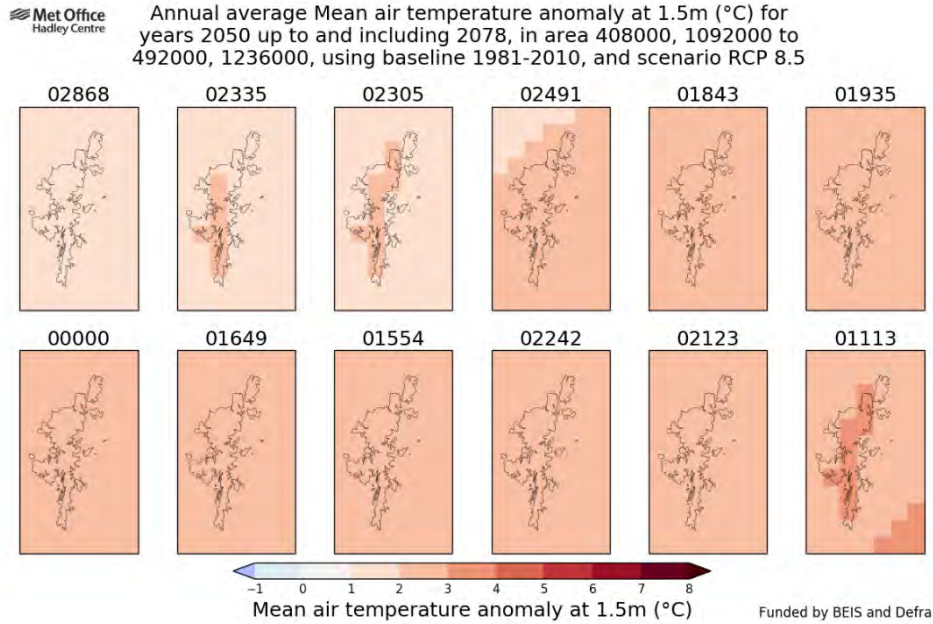 Met Office
Hadley Centre
Annual average Mean air temperature anomaly at 1.5m (°C) for
years 2050 up to and including 2078, in area 408000, 1092000 to
492000, 1236000, using baseline 1981-2010, and scenario RCP 8.5
02868 02335 02305 02491 01843 01935
00000 01649 01554 02242 02123 01113
−1 0 1 2 3 4 5 6 7 8
Mean air temperature anomaly at 1.5m (°C)
Funded by BEIS and Defra